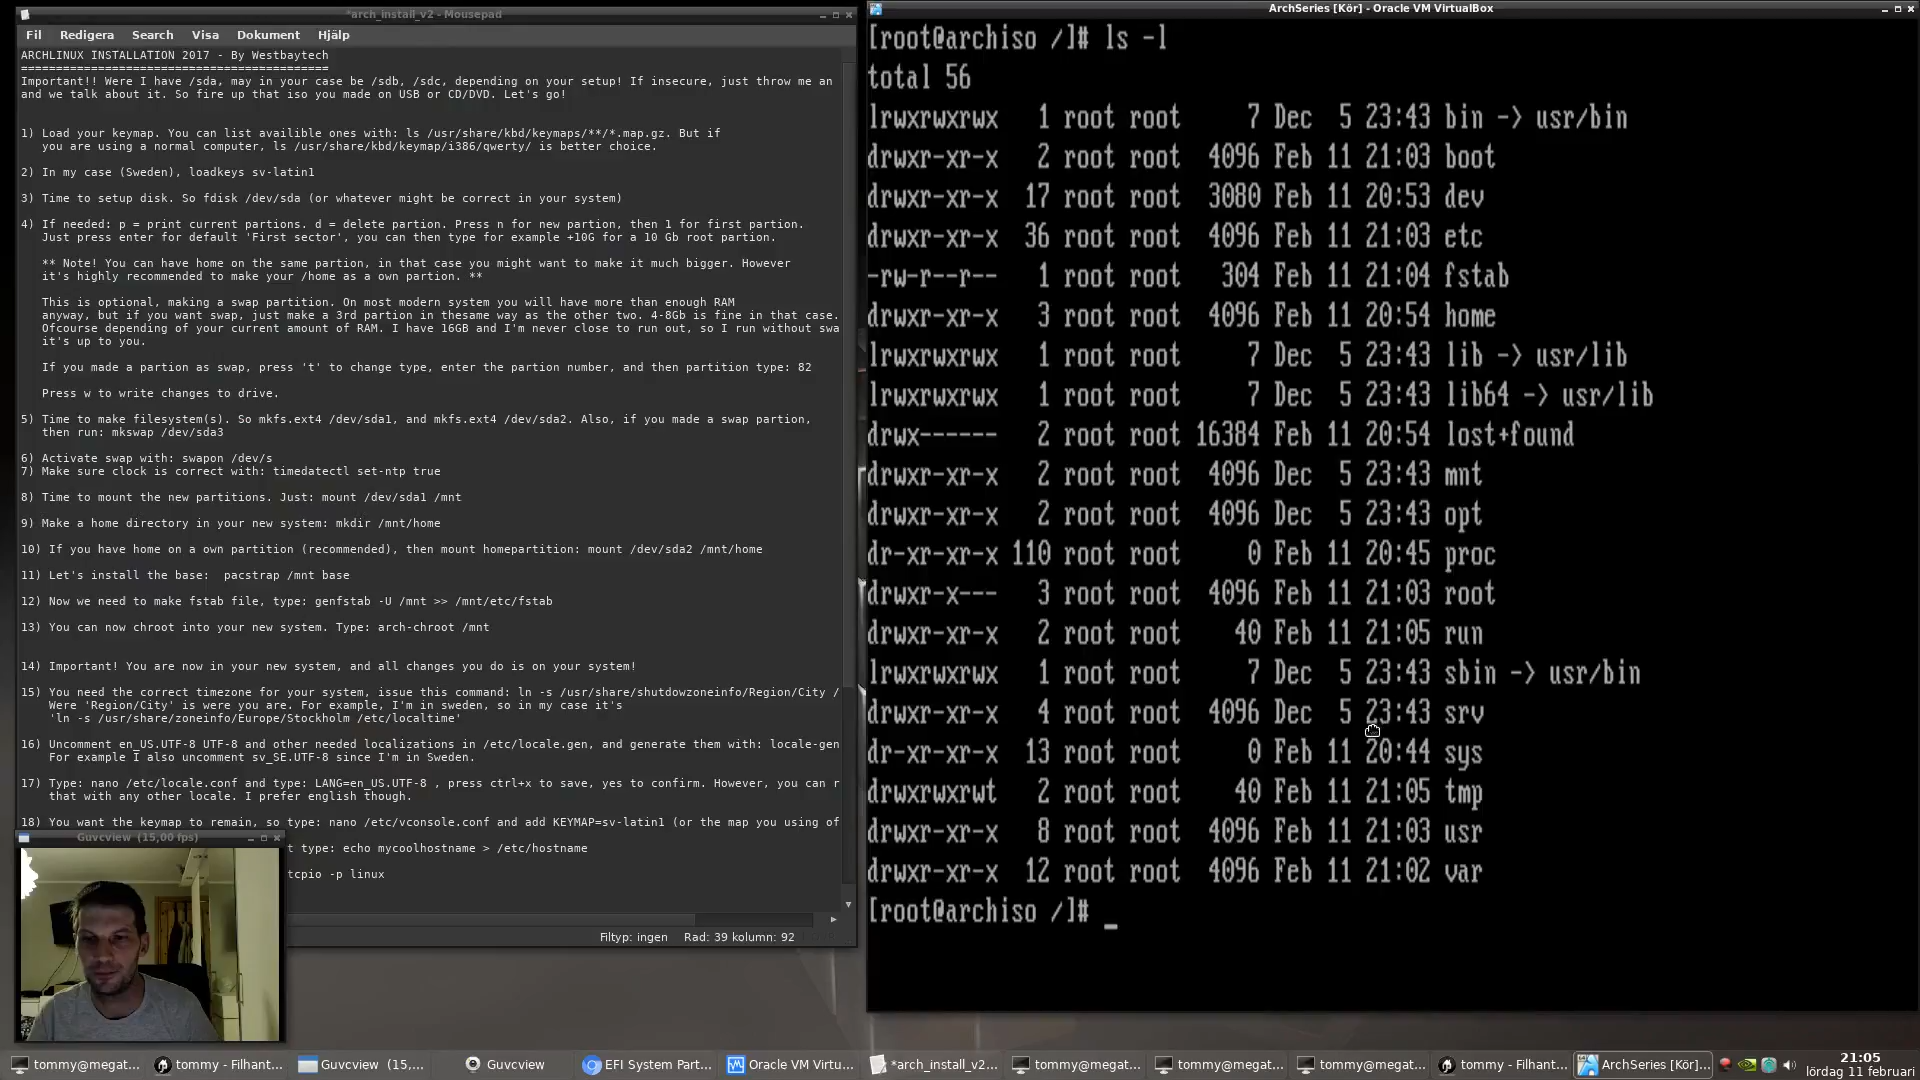 *arch_install_v2 - Mousepad
Fil Redigera Search Visa Dokument Hjälp
ARCHLINUX INSTALLATION 2017 - By Westbaytech
============================================
Important!! Were I have /sda, may in your case be /sdb, /sdc, depending on your setup! If insecure, just throw me an
and we talk about it. So fire up that iso you made on USB or CD/DVD. Let's go!
1) Load your keymap. You can list availible ones with: ls /usr/share/kbd/keymaps/**/*.map.gz. But if
you are using a normal computer, ls /usr/share/kbd/keymap/i386/qwerty/ is better choice.
2) In my case (Sweden), loadkeys sv-latin1
3) Time to setup disk. So fdisk /dev/sda (or whatever might be correct in your system)
4) If needed: p = print current partions. d = delete partion. Press n for new partion, then 1 for first partion.
Just press enter for default 'First sector', you can then type for example +10G for a 10 Gb root partion.
** Note! You can have home on the same partion, in that case you might want to make it much bigger. However
it's highly recommended to make your /home as a own partion. **
This is optional, making a swap partition. On most modern system you will have more than enough RAM
anyway, but if you want swap, just make a 3rd partion in thesame way as the other two. 4-8Gb is fine in that case.
Ofcourse depending of your current amount of RAM. I have 16GB and I'm never close to run out, so I run without swa
it's up to you.
If you made a partion as swap, press 't' to change type, enter the partion number, and then partition type: 82
Press w to write changes to drive.
5) Time to make filesystem(s). So mkfs.ext4 /dev/sda1, and mkfs.ext4 /dev/sda2. Also, if you made a swap partion,
then run: mkswap /dev/sda3
6) Activate swap with: swapon /dev/s
7) Make sure clock is correct with: timedatectl set-ntp true
8) Time to mount the new partitions. Just: mount /dev/sda1 /mnt
9) Make a home directory in your new system: mkdir /mnt/home
10) If you have home on a own partition (recommended), then mount homepartition: mount /dev/sda2 /mnt/home
11) Let's install the base:  pacstrap /mnt base
12) Now we need to make fstab file, type: genfstab -U /mnt >> /mnt/etc/fstab
13) You can now chroot into your new system. Type: arch-chroot /mnt
14) Important! You are now in your new system, and all changes you do is on your system!
15) You need the correct timezone for your system, issue this command: ln -s /usr/share/shutdowzoneinfo/Region/City /
Were 'Region/City' is were you are. For example, I'm in sweden, so in my case it's
'ln -s /usr/share/zoneinfo/Europe/Stockholm /etc/localtime'
16) Uncomment en_US.UTF-8 UTF-8 and other needed localizations in /etc/locale.gen, and generate them with: locale-gen
For example I also uncomment sv_SE.UTF-8 since I'm in Sweden.
17) Type: nano /etc/locale.conf and type: LANG=en_US.UTF-8 , press ctrl+x to save, yes to confirm. However, you can r
that with any other locale. I prefer english though.
18) You want the keymap to remain, so type: nano /etc/vconsole.conf and add KEYMAP=sv-latin1 (or the map you using of
t type: echo mycoolhostname > /etc/hostname
tcpio -p linux
Filtyp: ingen Rad: 39 kolumn: 92
Guvcview (15,00 fps)
ArchSeries [Kör] - Oracle VM VirtualBox
[root@archiso /]# ls -l
total 56
lrwxrwxrwx 1 root root 7 Dec 5 23:43 bin -> usr/bin
drwxr-xr-x 2 root root 4096 Feb 11 21:03 boot
drwxr-xr-x 17 root root 3080 Feb 11 20:53 dev
drwxr-xr-x 36 root root 4096 Feb 11 21:03 etc
-rw-r--r-- 1 root root 304 Feb 11 21:04 fstab
drwxr-xr-x 3 root root 4096 Feb 11 20:54 home
lrwxrwxrwx 1 root root 7 Dec 5 23:43 lib -> usr/lib
lrwxrwxrwx 1 root root 7 Dec 5 23:43 lib64 -> usr/lib
drwx------ 2 root root 16384 Feb 11 20:54 lost+found
drwxr-xr-x 2 root root 4096 Dec 5 23:43 mnt
drwxr-xr-x 2 root root 4096 Dec 5 23:43 opt
dr-xr-xr-x 110 root root 0 Feb 11 20:45 proc
drwxr-x--- 3 root root 4096 Feb 11 21:03 root
drwxr-xr-x 2 root root 40 Feb 11 21:05 run
lrwxrwxrwx 1 root root 7 Dec 5 23:43 sbin -> usr/bin
drwxr-xr-x 4 root root 4096 Dec 5 23:43 srv
dr-xr-xr-x 13 root root 0 Feb 11 20:44 sys
drwxrwxrwt 2 root root 40 Feb 11 21:05 tmp
drwxr-xr-x 8 root root 4096 Feb 11 21:03 usr
drwxr-xr-x 12 root root 4096 Feb 11 21:02 var
[root@archiso /]# _
tommy@megat... tommy - Filhant... Guvcview (15,... Guvcview EFI System Part... Oracle VM Virtu... *arch_install_v2... tommy@megat... tommy@megat... tommy@megat... tommy - Filhant... ArchSeries [Kör]...
21:05
lördag 11 februari